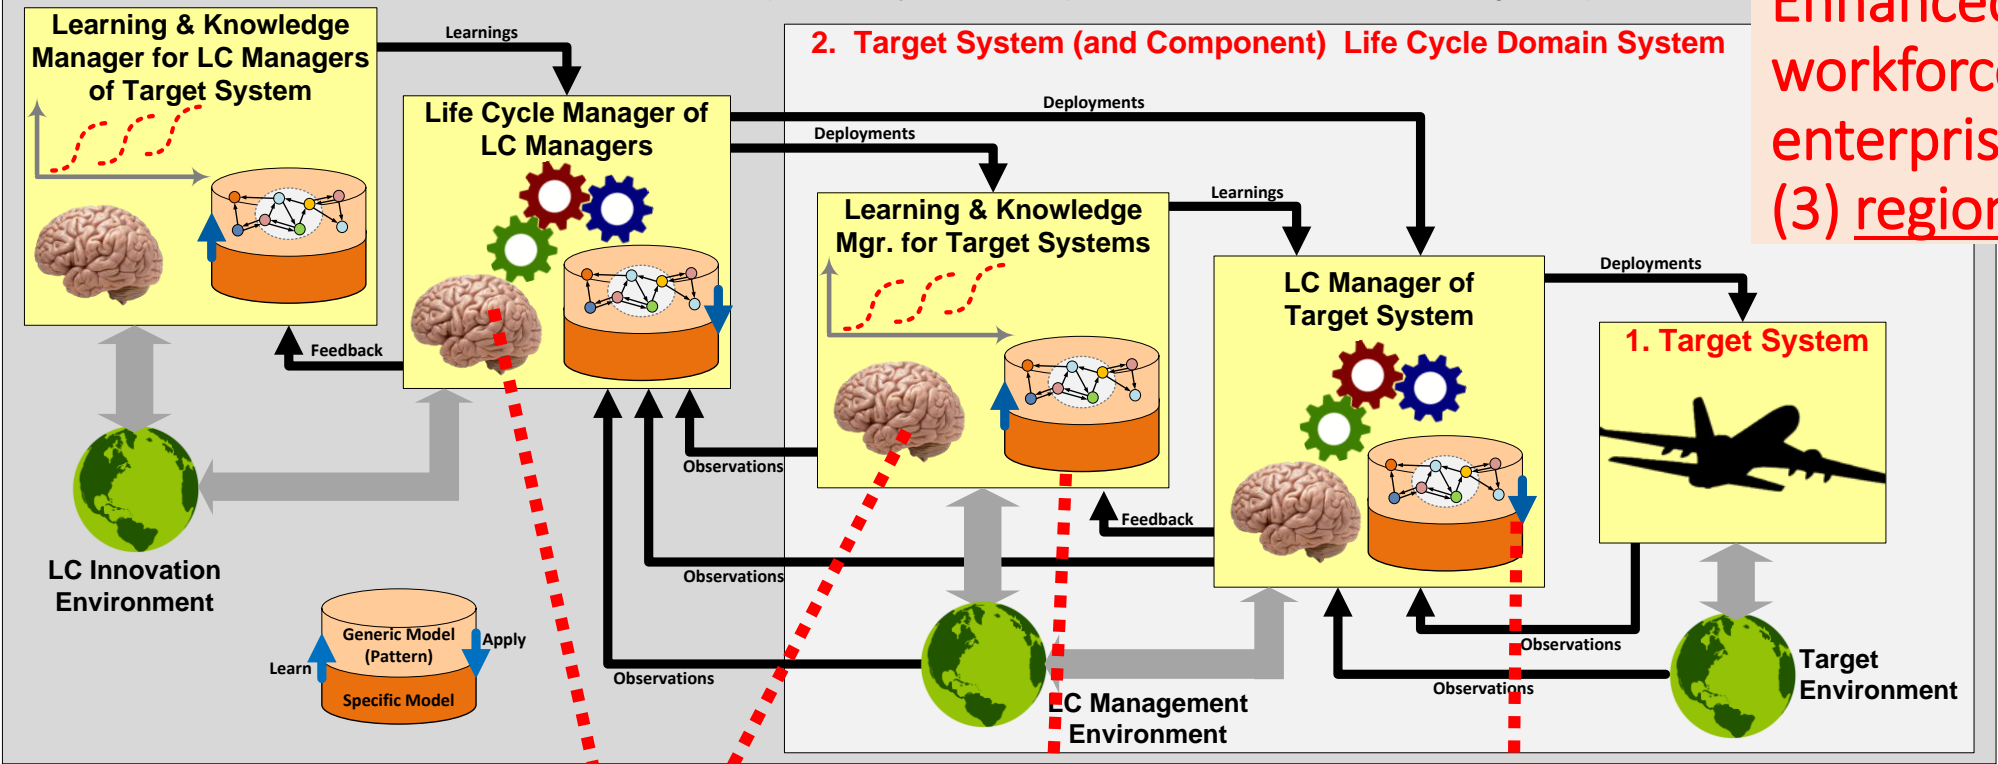 Learning & Knowledge
Manager for LC Managers
of Target System
Learnings
Life Cycle Manager of
LC Managers
Feedback
LC Innovation
Environment
Generic Model
(Pattern)
Specific Model
Learn
Apply
2. Target System (and Component) Life Cycle Domain System
Deployments
Deployments
Learning & Knowledge
Mgr. for Target Systems
Learnings
LC Manager of
Target System
Deployments
1. Target System
Observations
Feedback
Observations
Observations
LC Management
Environment
Observations
Observations
Target
Environment
Enhanced
workforce
enterpris
(3) region